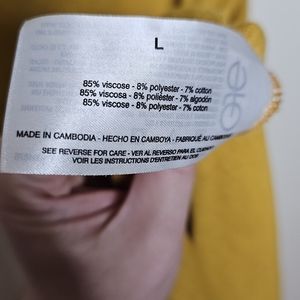 L
85% viscose - 8% polyester - 7% cotton
85% viscosa - 8% poliéster - 7% algodón
85% viscose - 8% polyester - 7% coton
MADE IN CAMBODIA - HECHO EN CAMBOYA - FABRIQUÉ AU CAMBODGE
SEE REVERSE FOR CARE - VER AL REVERSO PARA EL CUIDADO
VOIR LES INSTRUCTIONS D'ENTRETIEN AU DOS